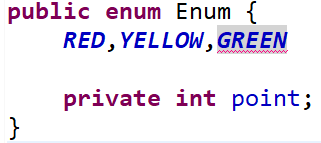 public enum Enum {
RED,YELLOW,GREEN
private int point;
}